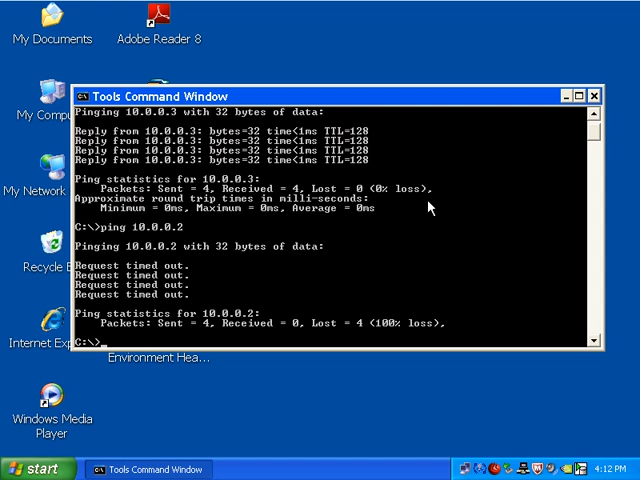 My Documents
Adobe Reader 8
My Compu
My Network
Recycle B
Internet Exp
Environment Hea...
Windows Media
Player
Tools Command Window
Pinging 10.0.0.3 with 32 bytes of data:
Reply from 10.0.0.3: bytes=32 time<1ms TTL=128
Reply from 10.0.0.3: bytes=32 time<1ms TTL=128
Reply from 10.0.0.3: bytes=32 time<1ms TTL=128
Reply from 10.0.0.3: bytes=32 time<1ms TTL=128
Ping statistics for 10.0.0.3:
Packets: Sent = 4, Received = 4, Lost = 0 (0% loss),
Approximate round trip times in milli-seconds:
Minimum = 0ms, Maximum = 0ms, Average = 0ms
C:\>ping 10.0.0.2
Pinging 10.0.0.2 with 32 bytes of data:
Request timed out.
Request timed out.
Request timed out.
Request timed out.
Ping statistics for 10.0.0.2:
Packets: Sent = 4, Received = 0, Lost = 4 (100% loss),
C:\>_
start
Tools Command Window
4:12 PM